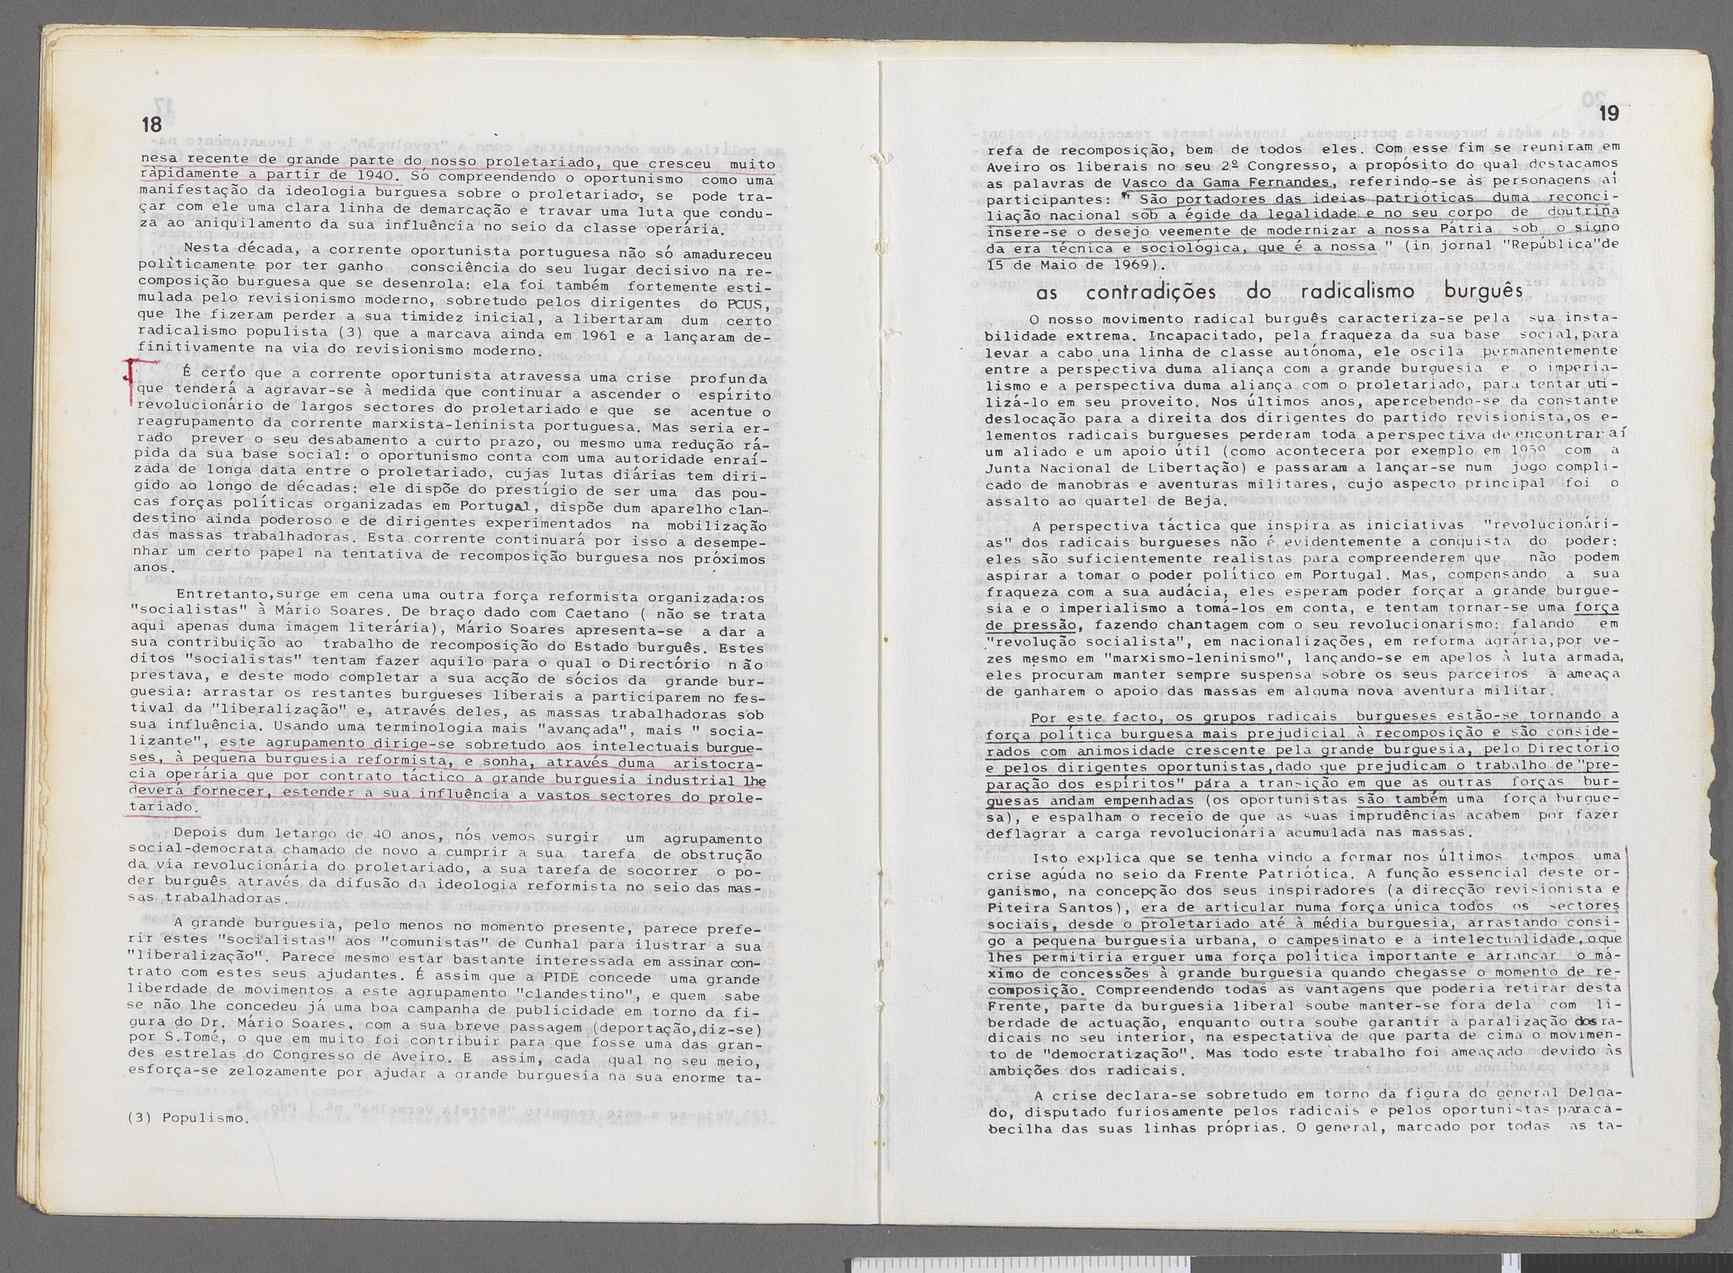 18
nesa recente de grande parte do nosso proletariado, que cresceu muito
ràpidamente a partir de 1940. Só compreendendo o oportunismo como uma
manifestação da ideologia burguesa sobre o proletariado, se pode tra-
çar com ele uma clara linha de demarcação e travar uma luta que condu-
za ao aniquilamento da sua influência no seio da classe operária.
Nesta década, a corrente oportunista portuguesa não só amadureceu
politicamente por ter ganho consciência do seu lugar decisivo na re-
composição burguesa que se desenrola: ela foi também fortemente esti-
mulada pelo revisionismo moderno, sobretudo pelos dirigentes do PCUS,
que lhe fizeram perder a sua timidez inicial, a libertaram dum certo
radicalismo populista (3) que a marcava ainda em 1961 e a lançaram de-
finitivamente na via do revisionismo moderno.
É certo que a corrente oportunista atravessa uma crise profunda
que tenderá a agravar-se à medida que continuar a ascender o espírito
revolucionário de largos sectores do proletariado e que se acentue o
reagrupamento da corrente marxista-leninista portuguesa. Mas seria er-
rado prever o seu desabamento a curto prazo, ou mesmo uma redução rá-
pida da sua base social: o oportunismo conta com uma autoridade enraí-
zada de longa data entre o proletariado, cujas lutas diárias tem diri-
gido ao longo de décadas; ele dispõe do prestígio de ser uma das pou-
cas forças políticas organizadas em Portugal, dispõe dum aparelho clan-
destino ainda poderoso e de dirigentes experimentados na mobilização
das massas trabalhadoras. Esta corrente continuará por isso a desempe-
nhar um certo papel na tentativa de recomposição burguesa nos próximos
anos.
Entretanto,surge em cena uma outra força reformista organizada:os
"socialistas" à Mário Soares. De braço dado com Caetano ( não se trata
aqui apenas duma imagem literária), Mário Soares apresenta-se a dar a
sua contribuição ao trabalho de recomposição do Estado burguês. Estes
ditos "socialistas" tentam fazer aquilo para o qual o Directório não
prestava, e deste modo completar a sua acção de sócios da grande bur-
guesia: arrastar os restantes burgueses liberais a participarem no fes-
tival da "liberalização" e, através deles, as massas trabalhadoras sob
sua influência. Usando uma terminologia mais "avançada", mais " socia-
lizante", este agrupamento dirige-se sobretudo aos intelectuais burgue-
ses, à pequena burguesia reformista, e sonha, através duma aristocra-
cia operária que por contrato táctico a grande burguesia industrial lhe
deverá fornecer, estender a sua influência a vastos sectores do prole-
tariado.
Depois dum letargo de 40 anos, nós vemos surgir um agrupamento
social-democrata chamado de novo a cumprir a sua tarefa de obstrução
da via revolucionária do proletariado, a sua tarefa de socorrer o po-
der burguês através da difusão da ideologia reformista no seio das mas-
sas trabalhadoras.
A grande burguesia, pelo menos no momento presente, parece prefe-
rir estes "socialistas" aos "comunistas" de Cunhal para ilustrar a sua
"liberalização". Parece mesmo estar bastante interessada em assinar con-
trato com estes seus ajudantes. É assim que a PIDE concede uma grande
liberdade de movimentos a este agrupamento "clandestino", e quem sabe
se não lhe concedeu já uma boa campanha de publicidade em torno da fi-
gura do Dr. Mário Soares, com a sua breve passagem (deportação,diz-se)
por S.Tomé, o que em muito foi contribuir para que fosse uma das gran-
des estrelas do Congresso de Aveiro. E assim, cada qual no seu meio,
esforça-se zelozamente por ajudar a grande burguesia na sua enorme ta-
(3) Populismo.
19
refa de recomposição, bem de todos eles. Com esse fim se reuniram em
Aveiro os liberais no seu 2º Congresso, a propósito do qual destacamos
as palavras de Vasco da Gama Fernandes, referindo-se às personagens aí
participantes: " São portadores das ideias patrióticas duma reconci-
liação nacional sob a égide da legalidade e no seu corpo de doutrina
insere-se o desejo veemente de modernizar a nossa Pátria sob o signo
da era técnica e sociológica, que é a nossa " (in jornal "República"de
15 de Maio de 1969).
as contradições do radicalismo burguês
O nosso movimento radical burguês caracteriza-se pela sua insta-
bilidade extrema. Incapacitado, pela fraqueza da sua base social,para
levar a cabo una linha de classe autónoma, ele oscila permanentemente
entre a perspectiva duma aliança com a grande burguesia e o imperia-
lismo e a perspectiva duma aliança com o proletariado, para tentar uti-
lizá-lo em seu proveito. Nos últimos anos, apercebendo-se da constante
deslocação para a direita dos dirigentes do partido revisionista,os e-
lementos radicais burgueses perderam toda a perspectiva de encontrar aí
um aliado e um apoio útil (como acontecera por exemplo em 1959 com a
Junta Nacional de Libertação) e passaram a lançar-se num jogo compli-
cado de manobras e aventuras militares, cujo aspecto principal foi o
assalto ao quartel de Beja.
A perspectiva táctica que inspira as iniciativas "revolucionári-
as" dos radicais burgueses não é evidentemente a conquista do poder:
eles são suficientemente realistas para compreenderem que não podem
aspirar a tomar o poder político em Portugal. Mas, compensando a sua
fraqueza com a sua audácia, eles esperam poder forçar a grande burgue-
sia e o imperialismo a tomá-los em conta, e tentam tornar-se uma força
de pressão, fazendo chantagem com o seu revolucionarismo: falando em
"revolução socialista", em nacionalizações, em reforma agrária,por ve-
zes mesmo em "marxismo-leninismo", lançando-se em apelos à luta armada,
eles procuram manter sempre suspensa sobre os seus parceiros a ameaça
de ganharem o apoio das massas em alguma nova aventura militar.
Por este facto, os grupos radicais burgueses estão-se tornando a
força política burguesa mais prejudicial à recomposição e são conside-
rados com animosidade crescente pela grande burguesia, pelo Directório
e pelos dirigentes oportunistas,dado que prejudicam o trabalho de "pre-
paração dos espíritos" para a transição em que as outras forças bur-
guesas andam empenhadas (os oportunistas são também uma força burgue-
sa), e espalham o receio de que as suas imprudências acabem por fazer
deflagrar a carga revolucionária acumulada nas massas.
Isto explica que se tenha vindo a formar nos últimos tempos uma
crise agúda no seio da Frente Patriótica. A função essencial deste or-
ganismo, na concepção dos seus inspiradores (a direcção revisionista e
Piteira Santos), era de articular numa força única todos os sectores
sociais, desde o proletariado até à média burguesia, arrastando consi-
go a pequena burguesia urbana, o campesinato e a intelectualidade,oque
lhes permitiria erguer uma força política importante e arrancar o má-
ximo de concessões à grande burguesia quando chegasse o momento de re-
composição. Compreendendo todas as vantagens que poderia retirar desta
Frente, parte da burguesia liberal soube manter-se fora dela com li-
berdade de actuação, enquanto outra soube garantir a paralização dos ra-
dicais no seu interior, na espectativa de que parta de cima o movimen-
to de "democratização". Mas todo este trabalho foi ameaçado devido às
ambições dos radicais.
A crise declara-se sobretudo em torno da figura do general Delga-
do, disputado furiosamente pelos radicais e pelos oportunistas para ca-
becilha das suas linhas próprias. O general, marcado por todas as ta-